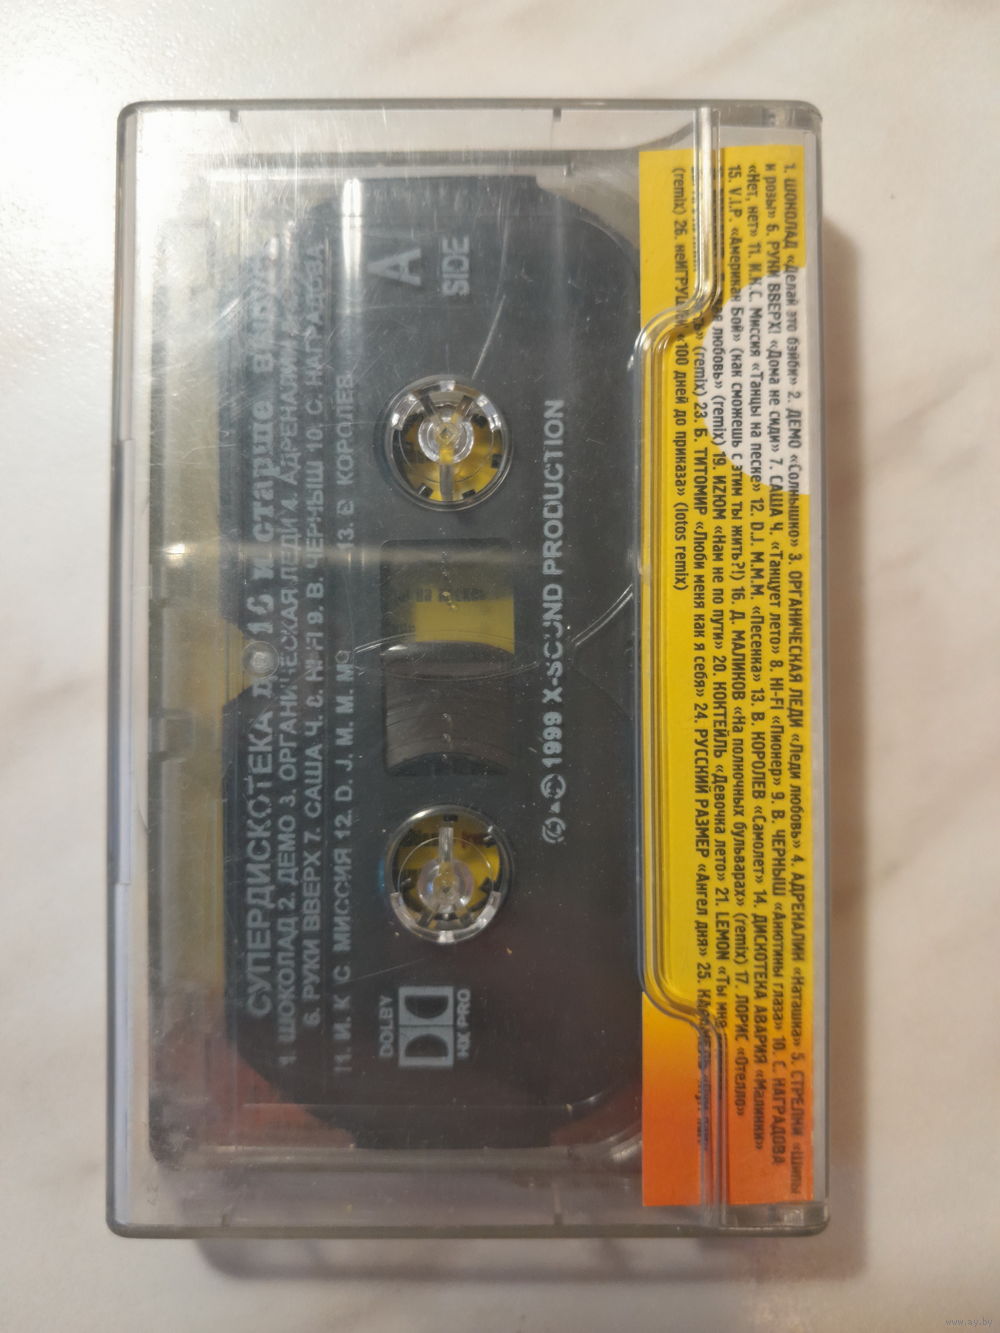 1. ШОКОЛАД «Делай это бэйби» 2. ДЕМО «Солнышко» 3. ОРГАНИЧЕСКАЯ ЛЕДИ «Леди любовь» 4. АДРЕНАЛИН «Наташка» 5. СТРЕЛКИ «Шипы
и розы» 6. РУКИ ВВЕРХ! «Дома не сиди» 7. САША Ч. «Танцует лето» 8. HI-FI «Пионер» 9. В. ЧЕРНЫШ «Анютины глаза» 10. С. НАГРАДОВА
«Нет, нет» 11. И.К.С. Миссия «Танцы на песке» 12. D.J. M.M.M. «Песенка» 13. В. КОРОЛЕВ «Самолет» 14. ДИСКОТЕКА АВАРИЯ «Малинки»
15. V.I.P. «Американ Бой» (как сможешь с этим ты жить?!) 16. Д. МАЛИКОВ «На полночных бульварах» (remix) 17. ЛОРИС «Отелло»
любовь» (remix) 19. ИZЮМ «Нам не по пути» 20. КОКТЕЙЛЬ «Девочка лето» 21. LEMON «Ты мне
(remix) 23. Б. ТИТОМИР «Люби меня как я себя» 24. РУССКИЙ РАЗМЕР «Ангел дня» 25.
(remix) 26. неИГРУШКИ «100 дней до приказа» (lotos remix)
СУПЕРДИСКОТЕКА до 16 и старше
1. ШОКОЛАД 2. ДЕМО 3. ОРГАНИЧЕСКАЯ ЛЕДИ 4. АДРЕНАЛИН
6. РУКИ ВВЕРХ 7. САША Ч. 8. HI-FI 9. В. ЧЕРНЫШ 10. С. НАГРАДОВА
11. И. К. С. МИССИЯ 12. D. J. M. M. M. 13. В. КОРОЛЕВ
DOLBY
HX PRO
A
SIDE
1999 X-SOUND PRODUCTION
www.ay.by